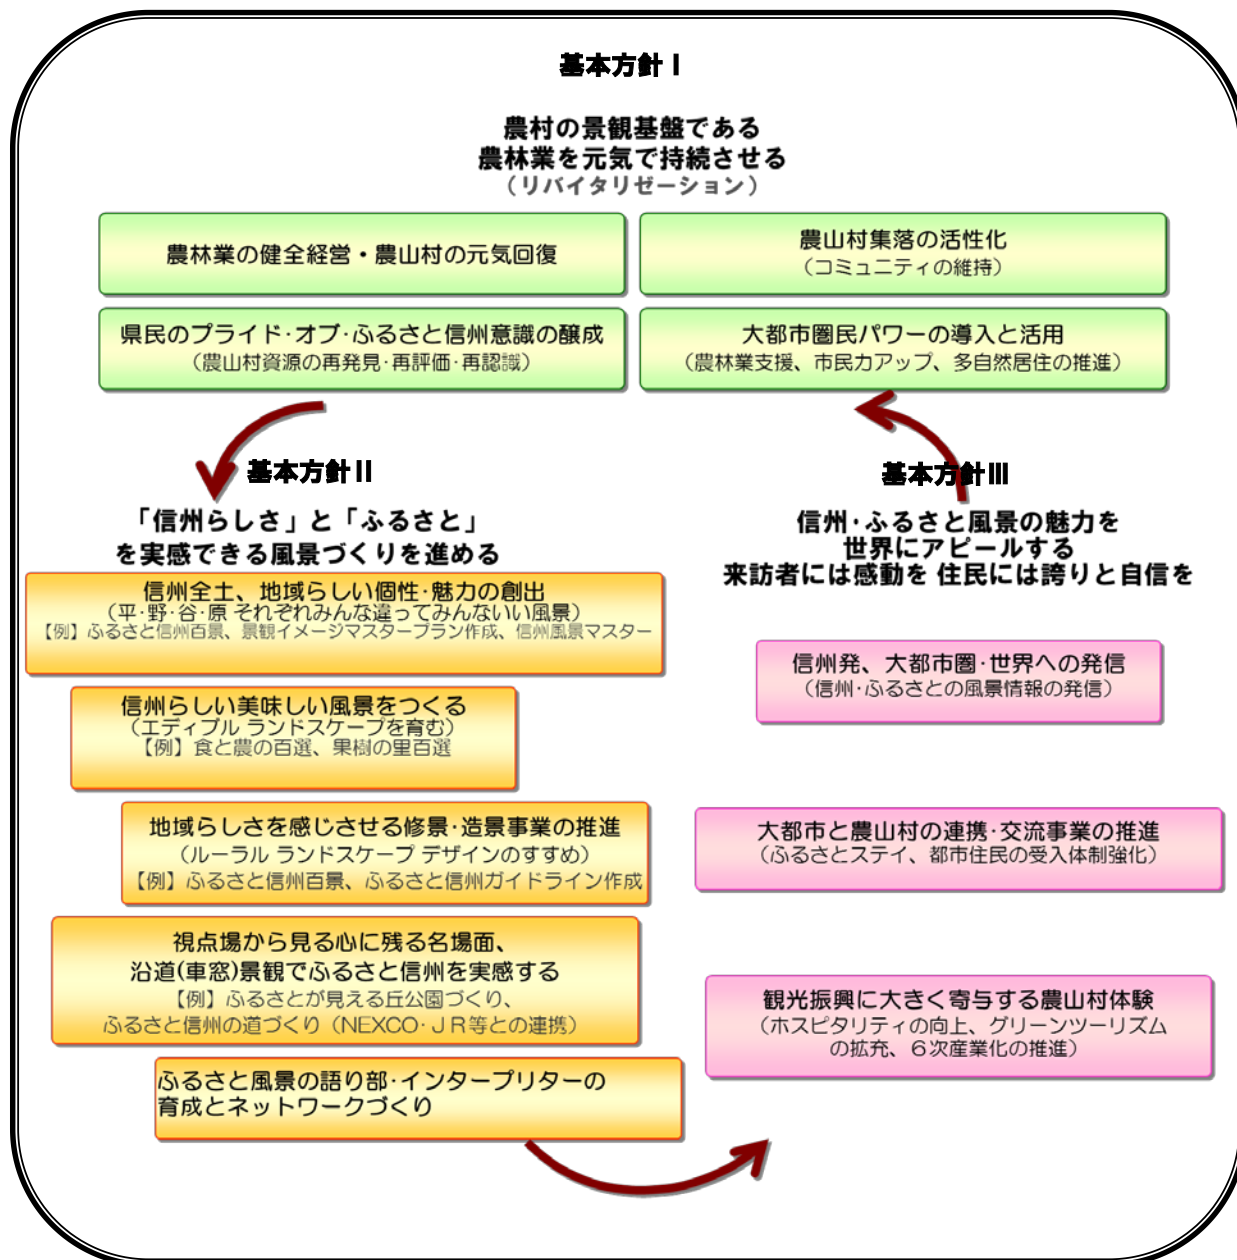 基本方針Ⅰ
農村の景観基盤である
農林業を元気で持続させる
（リバイタリゼーション）
農林業の健全経営・農山村の元気回復
農山村集落の活性化
（コミュニティの維持）
県民のプライド･オブ･ふるさと信州意識の醸成
（農山村資源の再発見･再評価･再認識）
大都市圏民パワーの導入と活用
（農林業支援、市民力アップ、多自然居住の推進）
基本方針Ⅱ
「信州らしさ」と「ふるさと」
を実感できる風景づくりを進める
信州全土、地域らしい個性･魅力の創出
（平･野･谷･原 それぞれみんな違ってみんないい風景）
【例】ふるさと信州百景、景観イメージマスタープラン作成、信州風景マスター
信州らしい美味しい風景をつくる
（エディブル ランドスケープを育む）
【例】食と農の百選、果樹の里百選
地域らしさを感じさせる修景･造景事業の推進
（ルーラル ランドスケープ デザインのすすめ）
【例】ふるさと信州百景、ふるさと信州ガイドライン作成
視点場から見る心に残る名場面、
沿道(車窓)景観でふるさと信州を実感する
【例】ふるさとが見える丘公園づくり、
ふるさと信州の道づくり（NEXCO･ＪＲ等との連携）
ふるさと風景の語り部･インタープリターの
育成とネットワークづくり
基本方針Ⅲ
信州･ふるさと風景の魅力を
世界にアピールする
来訪者には感動を 住民には誇りと自信を
信州発、大都市圏･世界への発信
（信州･ふるさとの風景情報の発信）
大都市と農山村の連携･交流事業の推進
（ふるさとステイ、都市住民の受入体制強化）
観光振興に大きく寄与する農山村体験
（ホスピタリティの向上、グリーンツーリズム
の拡充、６次産業化の推進）